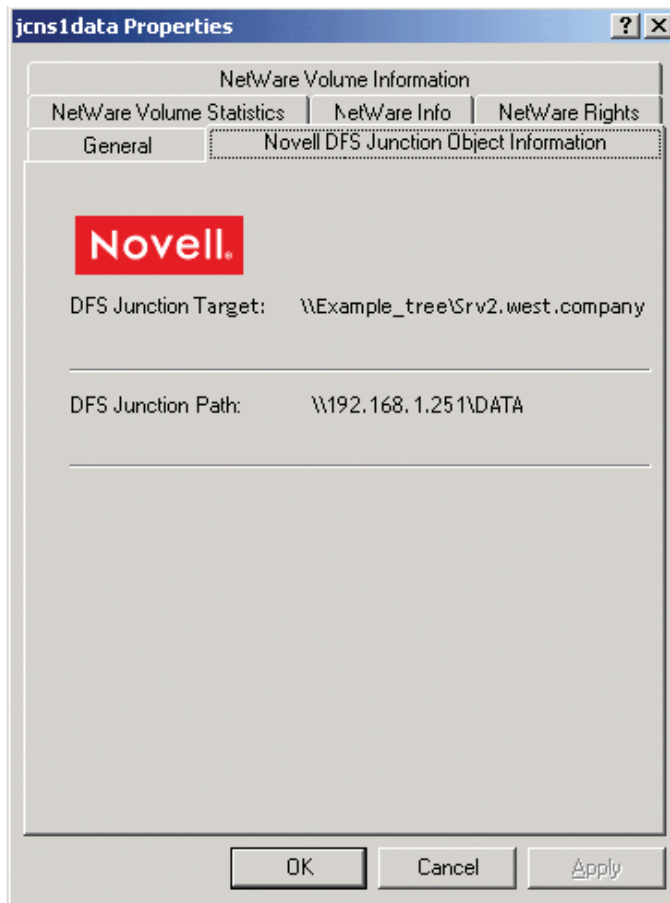 jcns1data Properties
NetWare Volume Information
NetWare Volume Statistics NetWare Info NetWare Rights
General Novell DFS Junction Object Information
Novell.
DFS Junction Target: \\Example_tree\Srv2.west.company
DFS Junction Path: \\192.168.1.251\DATA
OK Cancel Apply